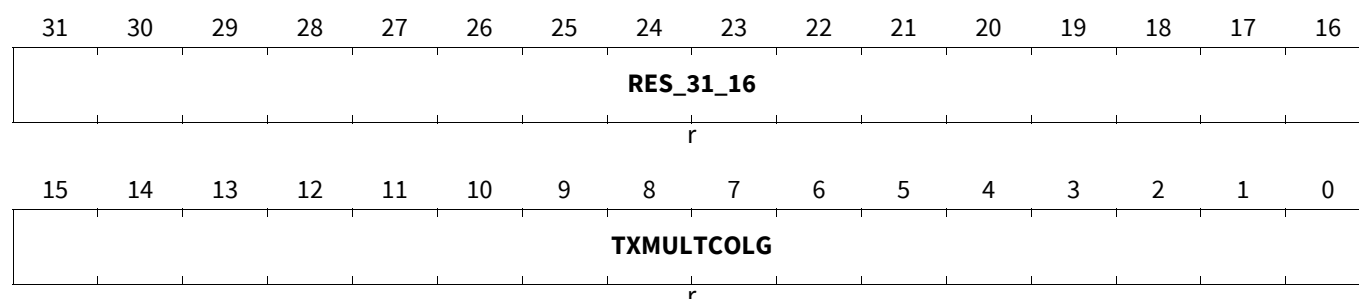 31 30 29 28 27 26 25 24 23 22 21 20 19 18 17 16
RES_31_16
r
15 14 13 12 11 10 9 8 7 6 5 4 3 2 1 0
TXMULTCOLG
r